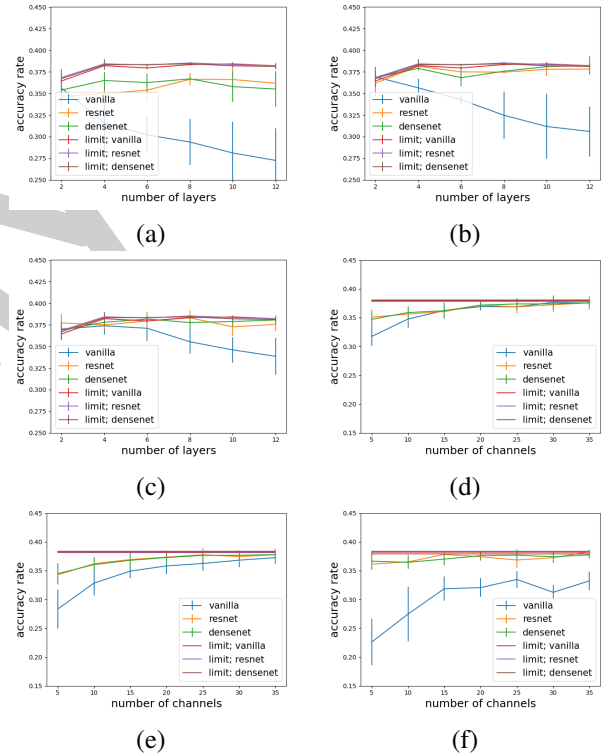 0.450
0.425
0.400
0.375
0.350
0.325
0.300
0.275
0.250
accuracy rate
vanilla
resnet
densenet
limit; vanilla
limit; resnet
limit; densenet
2 4 6 8 10 12
number of layers
(a)
0.450
0.425
0.400
0.375
0.350
0.325
0.300
0.275
0.250
accuracy rate
vanilla
resnet
densenet
limit; vanilla
limit; resnet
limit; densenet
2 4 6 8 10 12
number of layers
(b)
0.450
0.425
0.400
0.375
0.350
0.325
0.300
0.275
0.250
accuracy rate
vanilla
resnet
densenet
limit; vanilla
limit; resnet
limit; densenet
2 4 6 8 10 12
number of layers
(c)
0.45
0.40
0.35
0.30
0.25
0.20
0.15
accuracy rate
vanilla
resnet
densenet
limit; vanilla
limit; resnet
limit; densenet
5 10 15 20 25 30 35
number of channels
(d)
0.45
0.40
0.35
0.30
0.25
0.20
0.15
accuracy rate
vanilla
resnet
densenet
limit; vanilla
limit; resnet
limit; densenet
5 10 15 20 25 30 35
number of channels
(e)
0.45
0.40
0.35
0.30
0.25
0.20
0.15
accuracy rate
vanilla
resnet
densenet
limit; vanilla
limit; resnet
limit; densenet
5 10 15 20 25 30 35
number of channels
(f)